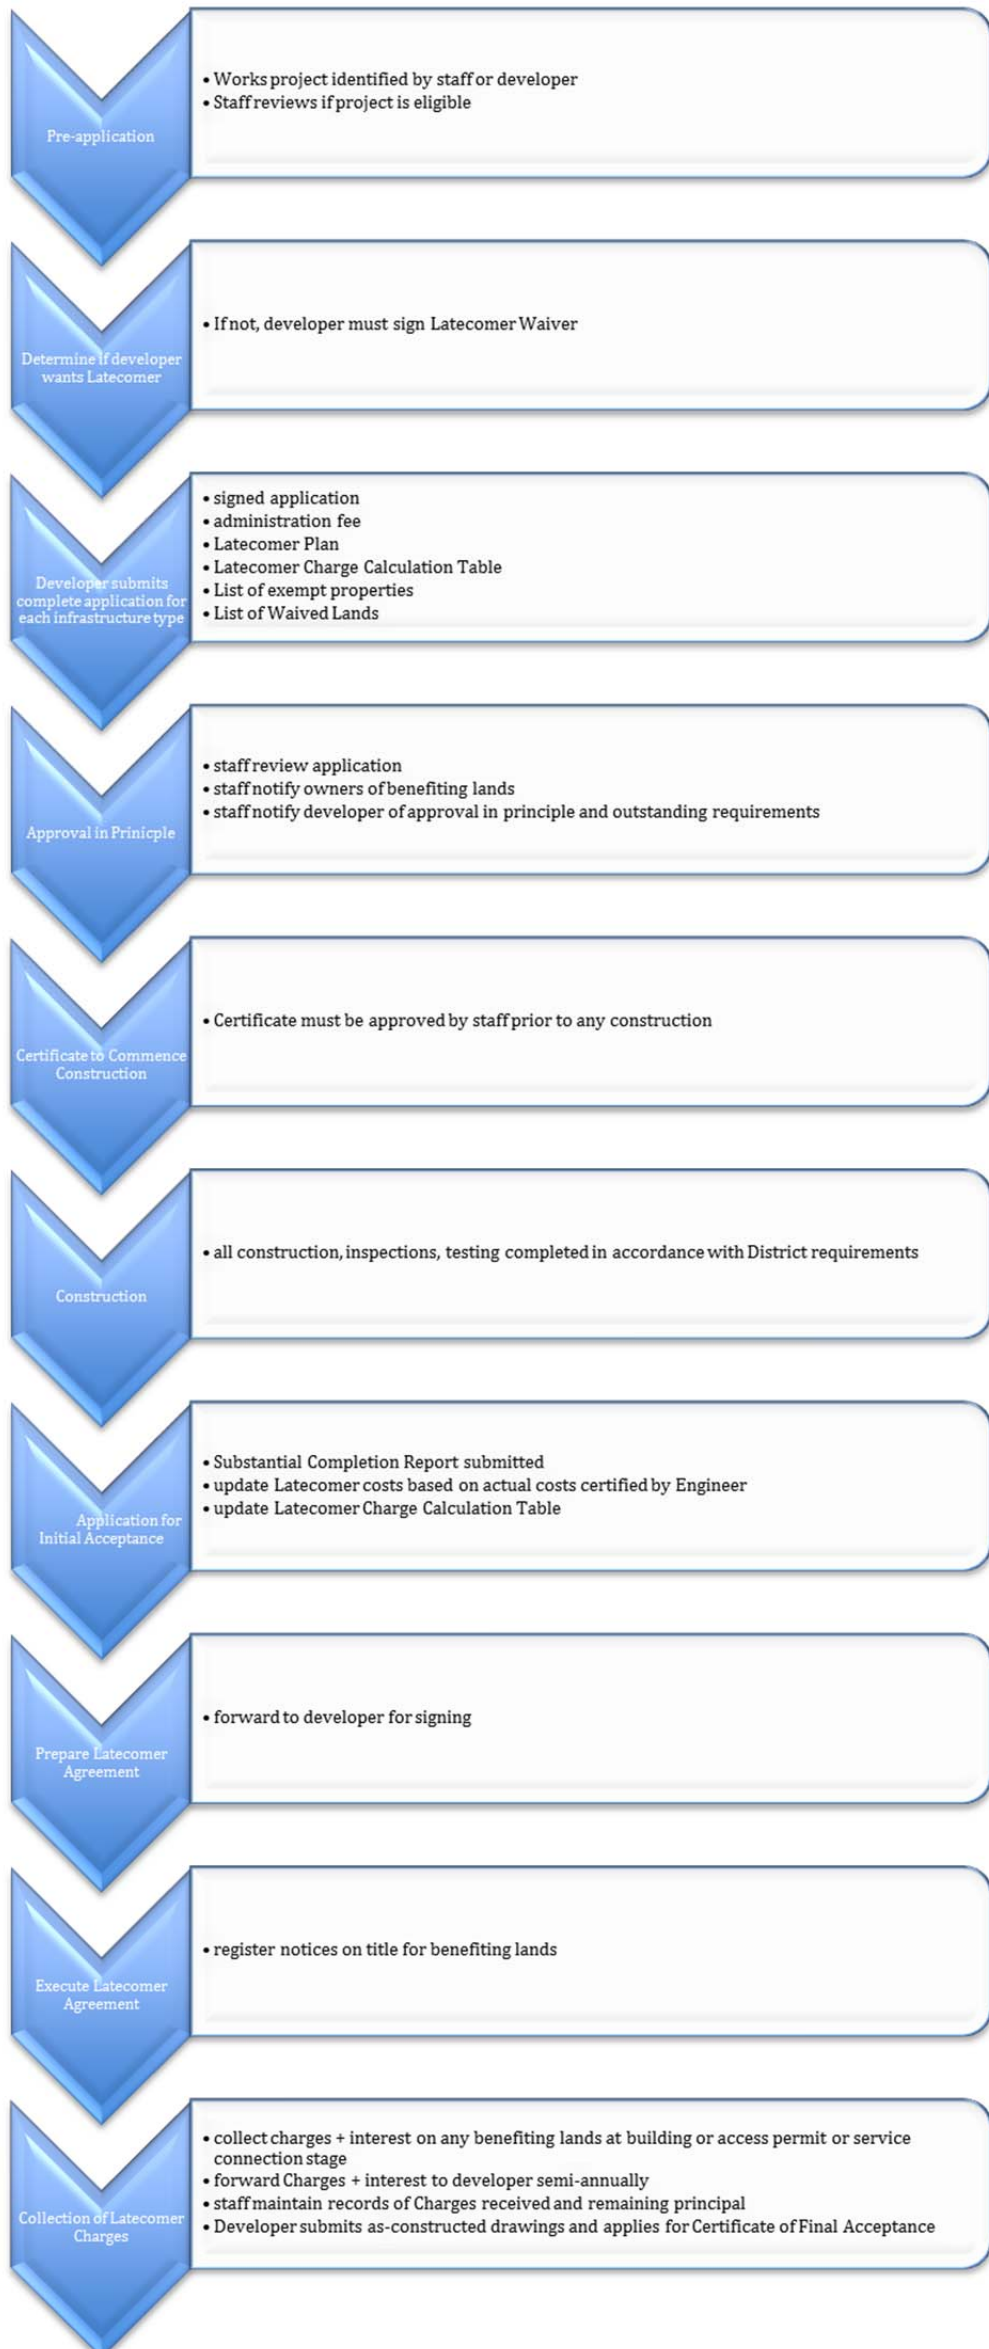 Pre-application
• Works project identified by staff or developer
• Staff reviews if project is eligible
Determine if developer
wants Latecomer
• If not, developer must sign Latecomer Waiver
Developer submits
complete application for
each infrastructure type
• signed application
• administration fee
• Latecomer Plan
• Latecomer Charge Calculation Table
• List of exempt properties
• List of Waived Lands
Approval in Prinicple
• staff review application
• staff notify owners of benefiting lands
• staff notify developer of approval in principle and outstanding requirements
Certificate to Commence
Construction
• Certificate must be approved by staff prior to any construction
Construction
• all construction, inspections, testing completed in accordance with District requirements
Application for
Initial Acceptance
• Substantial Completion Report submitted
• update Latecomer costs based on actual costs certified by Engineer
• update Latecomer Charge Calculation Table
Prepare Latecomer
Agreement
• forward to developer for signing
Execute Latecomer
Agreement
• register notices on title for benefiting lands
Collection of Latecomer
Charges
• collect charges + interest on any benefiting lands at building or access permit or service
connection stage
• forward Charges + interest to developer semi-annually
• staff maintain records of Charges received and remaining principal
• Developer submits as-constructed drawings and applies for Certificate of Final Acceptance